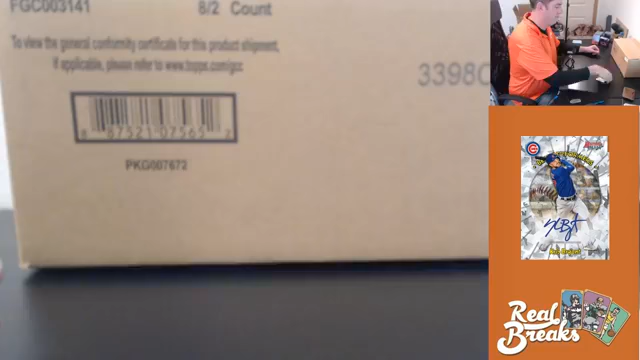 FGC003141 8/2 Count
To view the general conformity certificate for this product shipment,
if applicable, please refer to www.topps.com/gcc
3398C
8 87521 07565 2
PKG007672
Real
Breaks